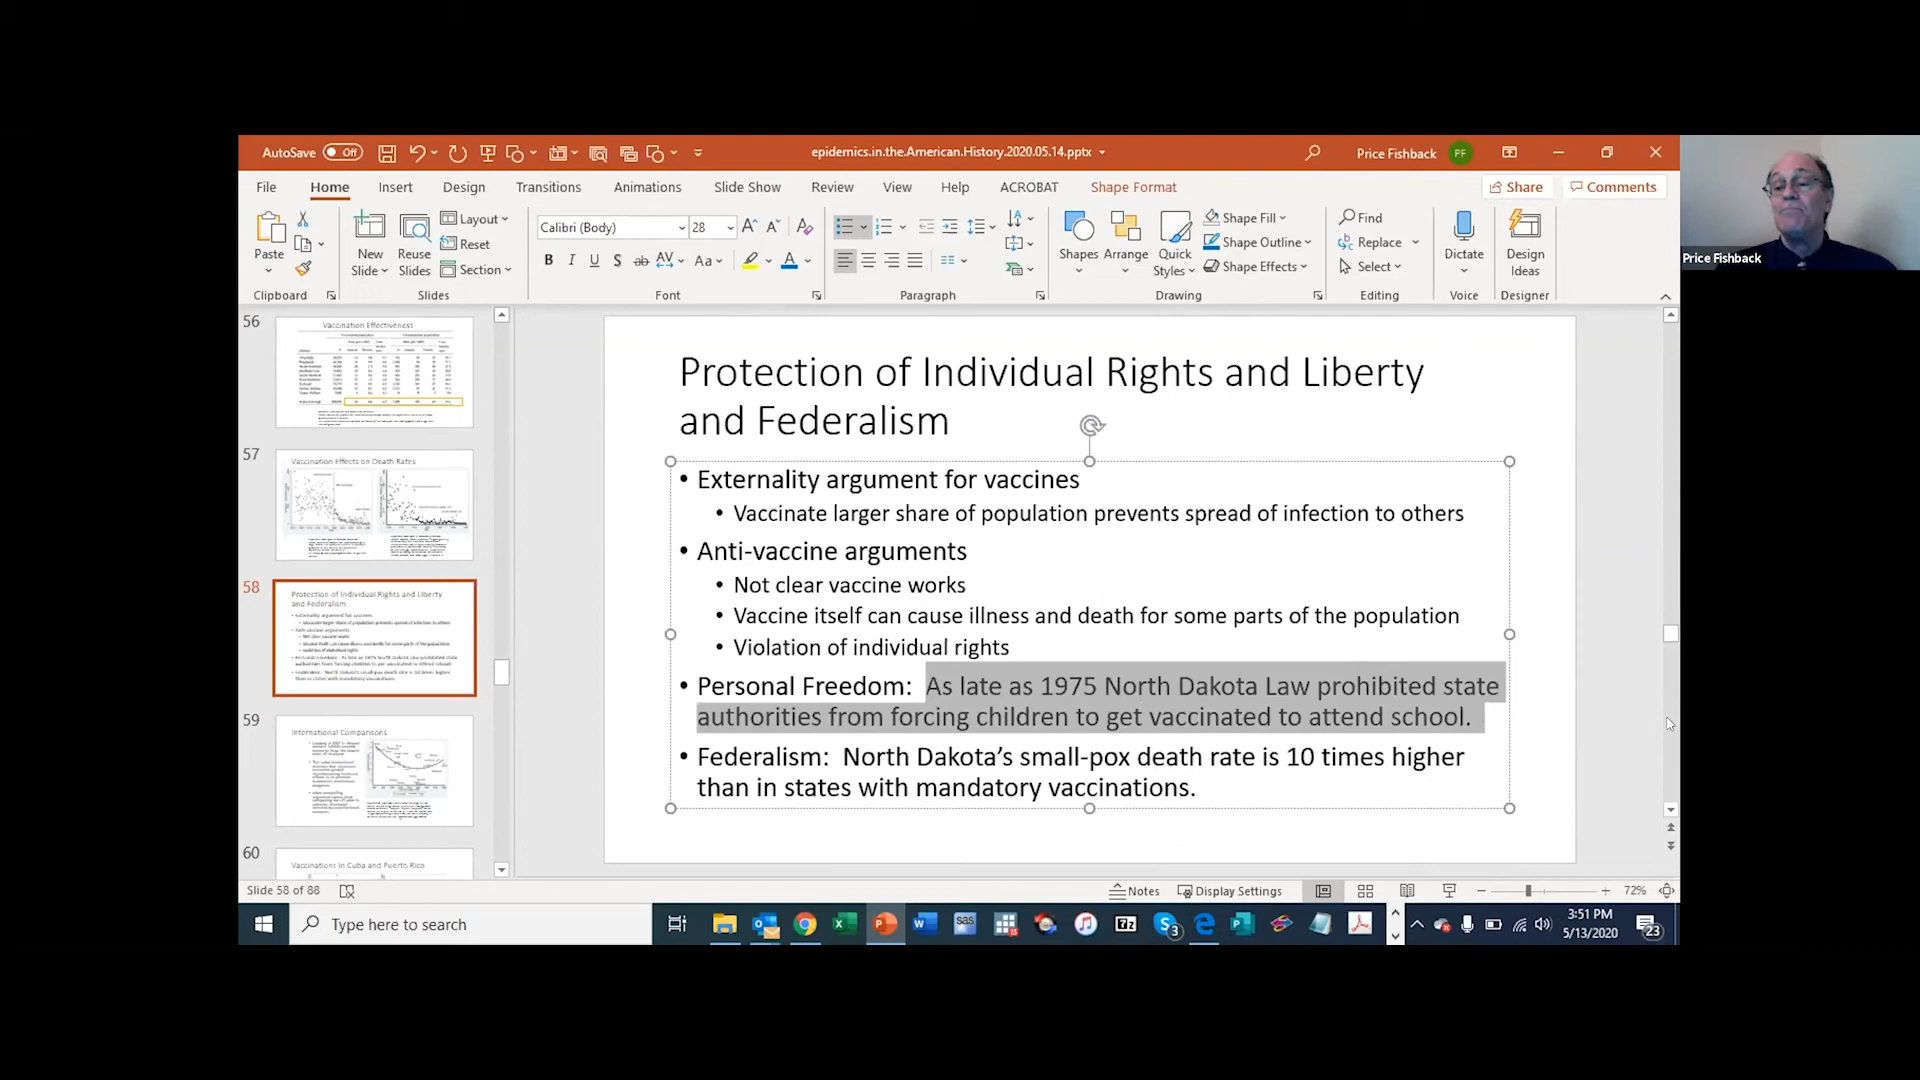 AutoSave Off
epidemics.in.the.American.History.2020.05.14.pptx
Price Fishback PF
File Home Insert Design Transitions Animations Slide Show Review View Help ACROBAT Shape Format Share Comments
Paste
New Slide
Reuse Slides
Layout
Reset
Section
Calibri (Body) 28
Shapes
Arrange
Quick Styles
Shape Fill
Shape Outline
Shape Effects
Find
Replace
Select
Dictate
Design Ideas
Clipboard Slides Font Paragraph Drawing Editing Voice Designer
Price Fishback
56
Vaccination Effectiveness
57
Vaccination Effects on Death Rates
58
Protection of Individual Rights and Liberty
and Federalism
59
International Comparisons
60
Vaccinations in Cuba and Puerto Rico
Protection of Individual Rights and Liberty
and Federalism
• Externality argument for vaccines
• Vaccinate larger share of population prevents spread of infection to others
• Anti-vaccine arguments
• Not clear vaccine works
• Vaccine itself can cause illness and death for some parts of the population
• Violation of individual rights
• Personal Freedom: As late as 1975 North Dakota Law prohibited state
authorities from forcing children to get vaccinated to attend school.
• Federalism: North Dakota’s small-pox death rate is 10 times higher
than in states with mandatory vaccinations.
Slide 58 of 88
Notes Display Settings 72%
Type here to search
3:51 PM
5/13/2020
23